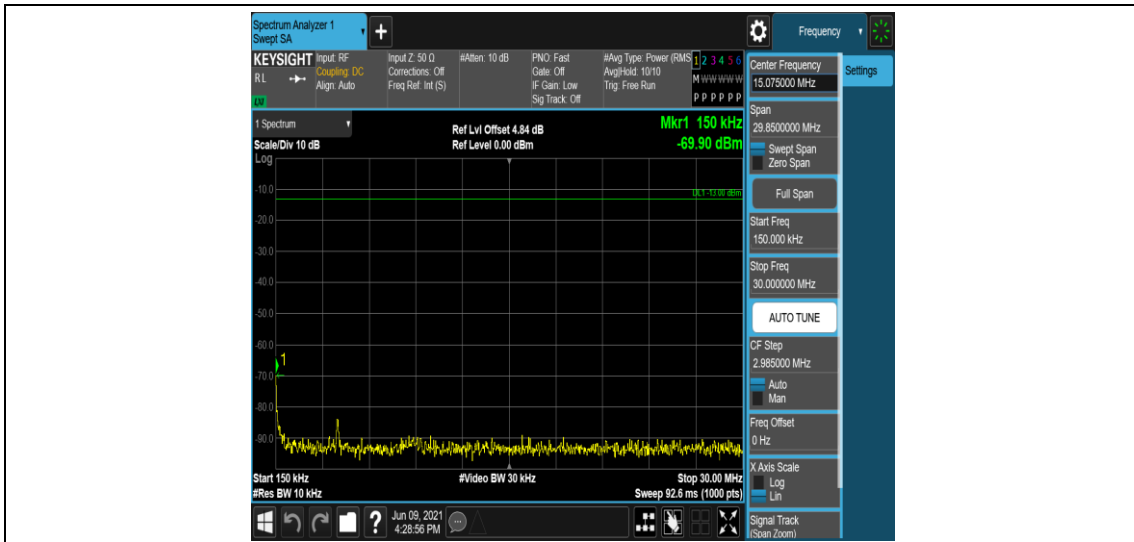 Spectrum Analyzer 1
Swept SA
+
Frequency
KEYSIGHT
RL
LXI
Input: RF
Coupling: DC
Align: Auto
Input Z: 50 Ω
Corrections: Off
Freq Ref: Int (S)
#Atten: 10 dB
PNO: Fast
Gate: Off
IF Gain: Low
Sig Track: Off
#Avg Type: Power (RMS
Avg|Hold: 10/10
Trig: Free Run
1 2 3 4 5 6
M W W W W W
P P P P P P
1 Spectrum
Scale/Div 10 dB
Log
Ref Lvl Offset 4.84 dB
Ref Level 0.00 dBm
Mkr1 150 kHz
-69.90 dBm
DL1 -13.00 dBm
-10.0
-20.0
-30.0
-40.0
-50.0
-60.0
-70.0
-80.0
-90.0
1
Start 150 kHz
#Res BW 10 kHz
#Video BW 30 kHz
Stop 30.00 MHz
Sweep 92.6 ms (1000 pts)
Center Frequency
15.075000 MHz
Settings
Span
29.8500000 MHz
Swept Span
Zero Span
Full Span
Start Freq
150.000 kHz
Stop Freq
30.000000 MHz
AUTO TUNE
CF Step
2.985000 MHz
Auto
Man
Freq Offset
0 Hz
X Axis Scale
Log
Lin
Signal Track
(Span Zoom)
?
Jun 09, 2021
4:28:56 PM